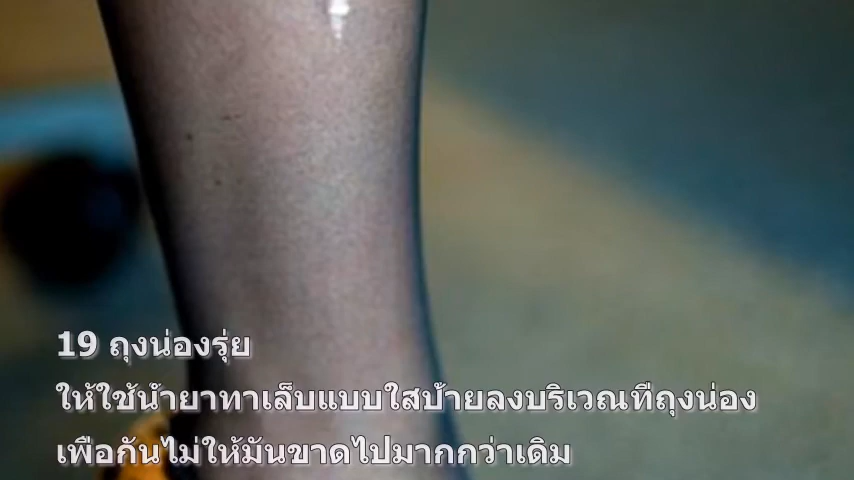 19 ถุงน่องรุ่ย
ให้ใช้น้ำยาทาเล็บแบบใสป้ายลงบริเวณที่ถุงน่อง
เพื่อกันไม่ให้มันขาดไปมากกว่าเดิม